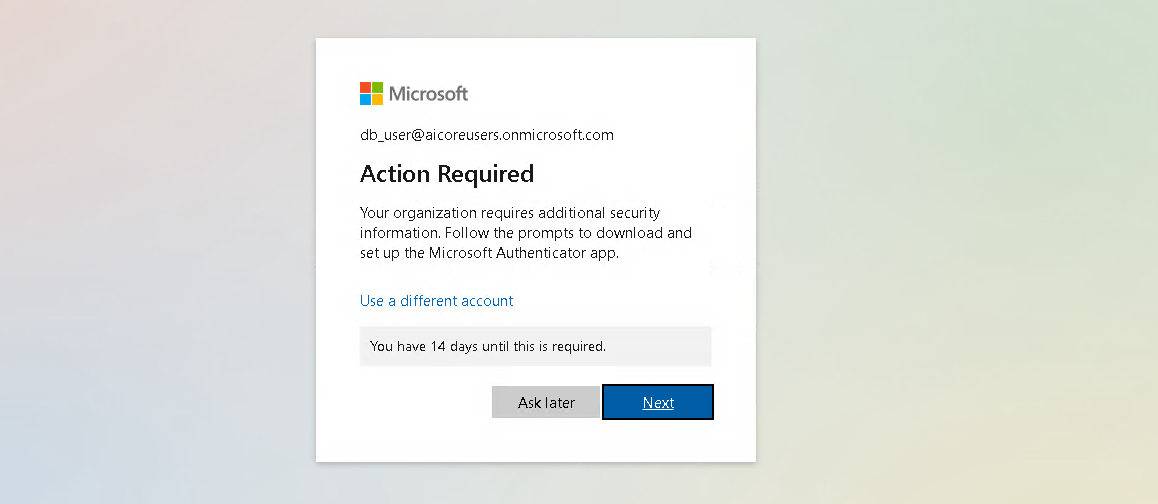 Microsoft
db_user@aicoreusers.onmicrosoft.com
Action Required
Your organization requires additional security
information. Follow the prompts to download and
set up the Microsoft Authenticator app.
Use a different account
You have 14 days until this is required.
Ask later
Next